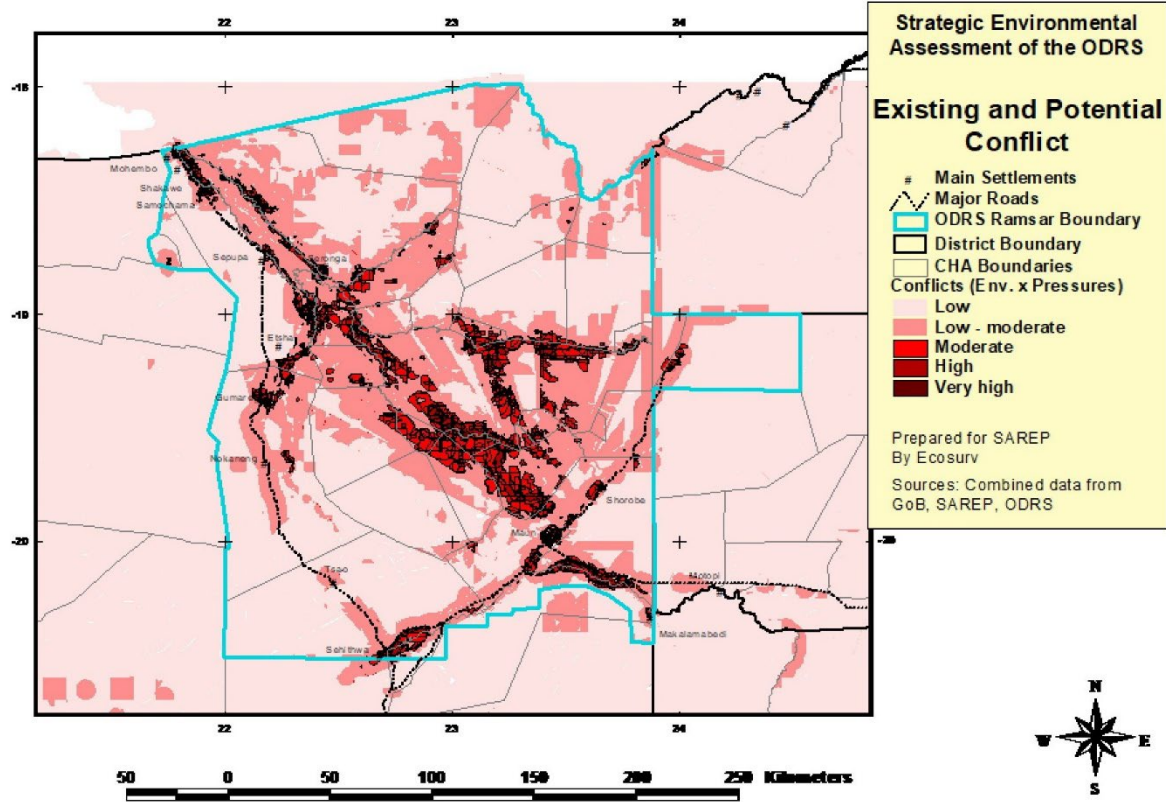 22 23 24
Strategic Environmental
Assessment of the ODRS
Existing and Potential
Conflict
# Main Settlements
Major Roads
ODRS Ramsar Boundary
District Boundary
CHA Boundaries
Conflicts (Env. x Pressures)
Low
Low - moderate
Moderate
High
Very high
Prepared for SAREP
By Ecosurv
Sources: Combined data from
GoB, SAREP, ODRS
-18
Mohembo
Shakawe
Samochama
Sepupa
Seronga
-19
Etsha
Gumare
Nokaneng
Shorobe
Maun
-20
Tsao
Motopi
Sehithwa
Makalamabedi
22 23 24
N
W E
S
50 0 50 100 150 200 250 Kilometers